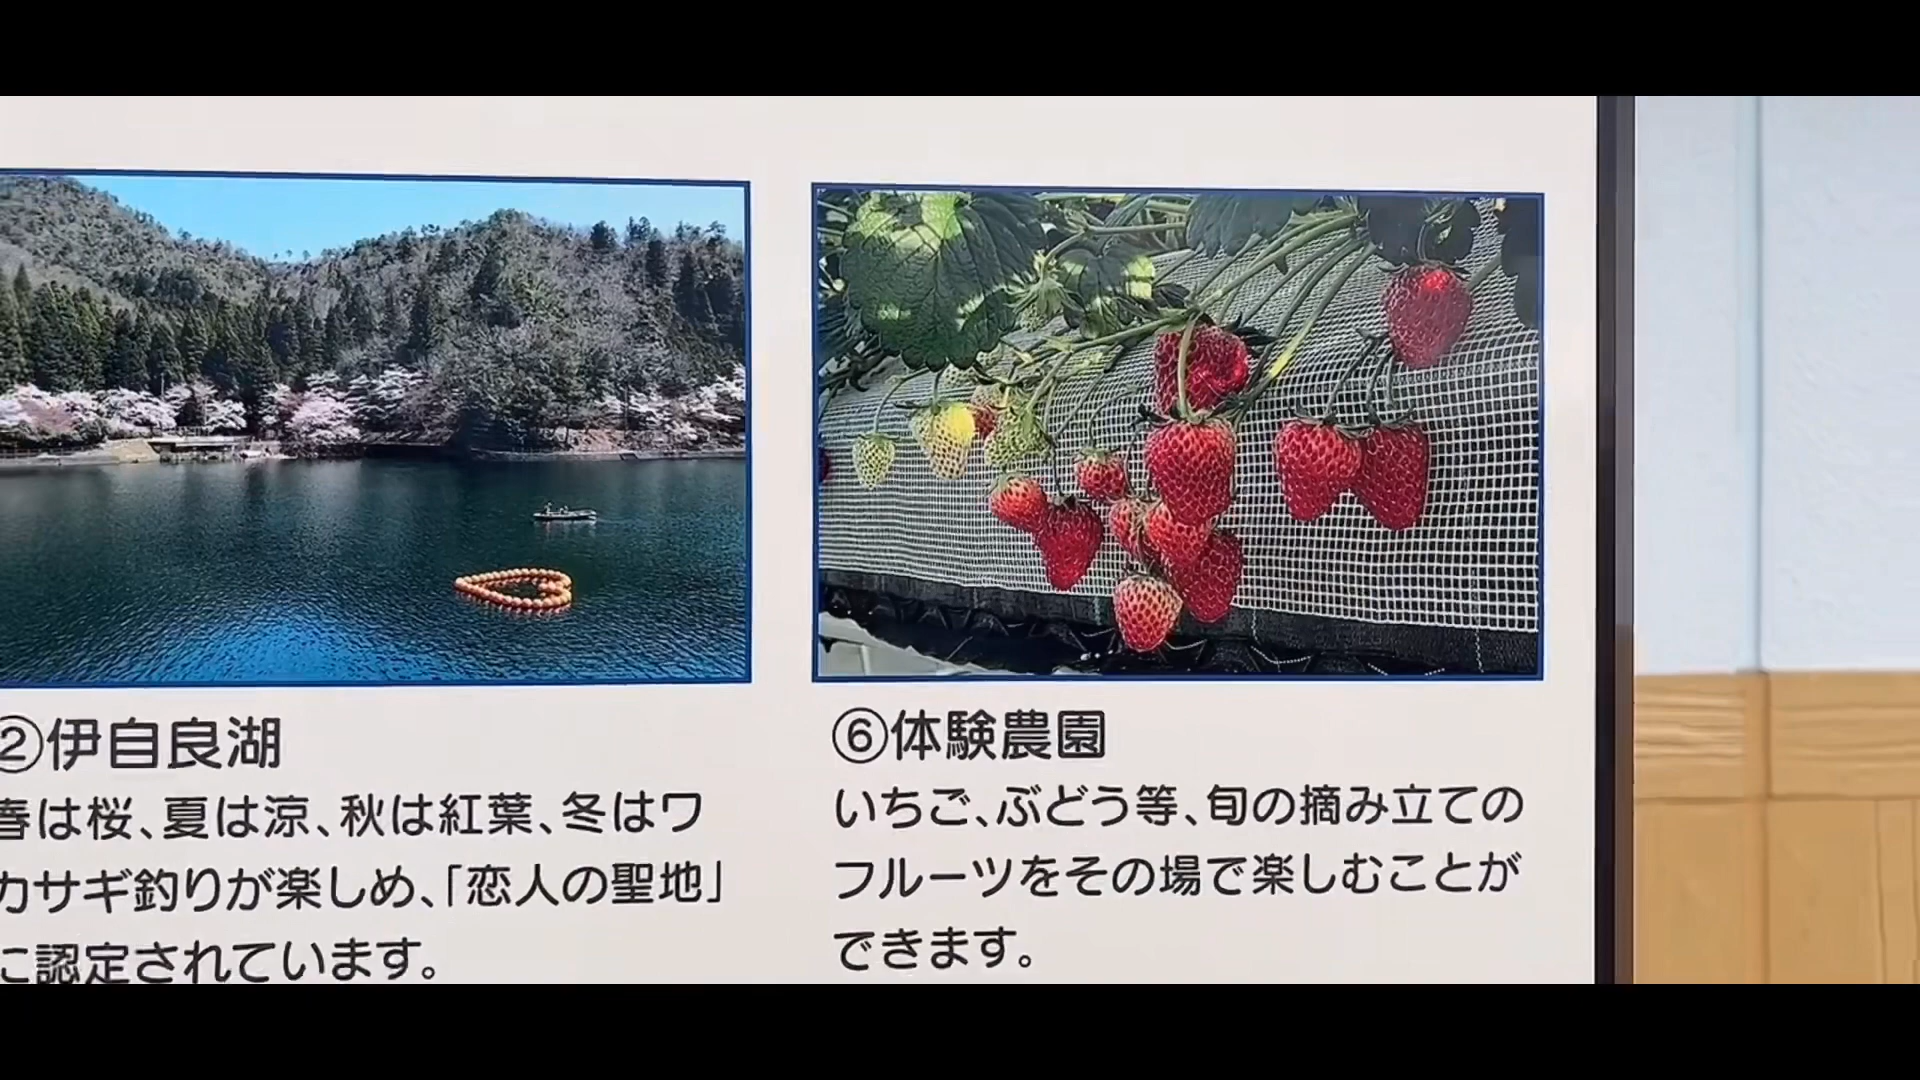 ②伊自良湖
春は桜、夏は涼、秋は紅葉、冬はワ
カサギ釣りが楽しめ、「恋人の聖地」
に認定されています。
⑥体験農園
いちご、ぶどう等、旬の摘み立ての
フルーツをその場で楽しむことが
できます。